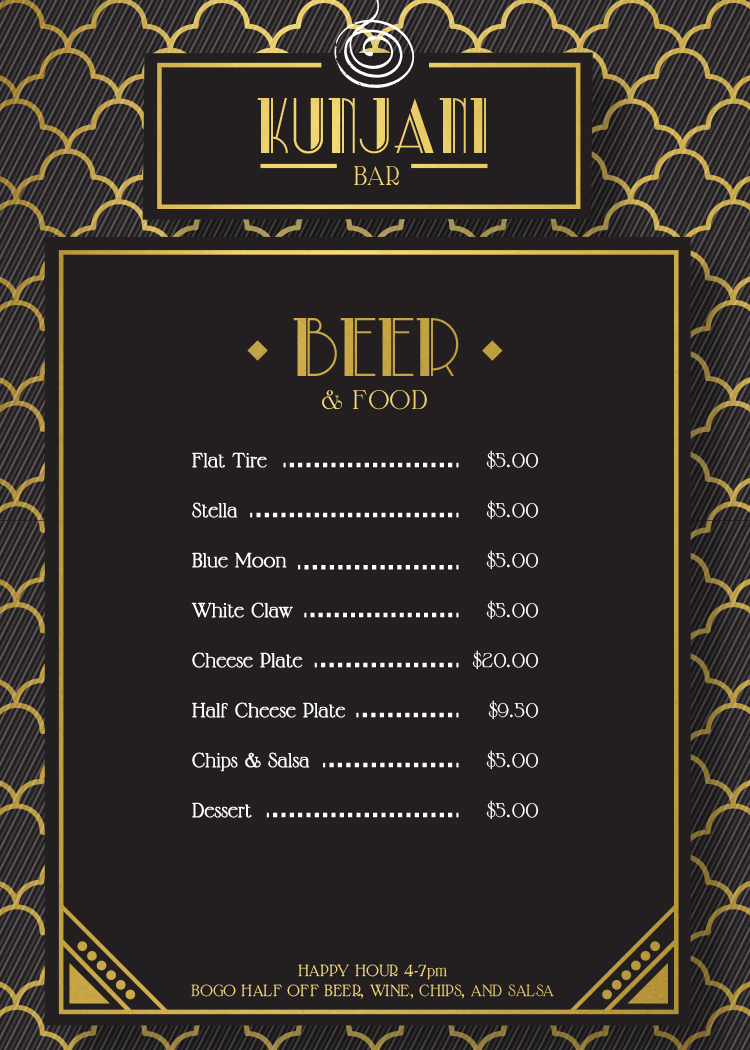 KUNJANI
BAR
BEER
& FOOD
Flat Tire $5.00
Stella $5.00
Blue Moon $5.00
White Claw $5.00
Cheese Plate $20.00
Half Cheese Plate $9.50
Chips & Salsa $5.00
Dessert $5.00
HAPPY HOUR 4-7pm
BOGO HALF OFF BEER, WINE, CHIPS, AND SALSA